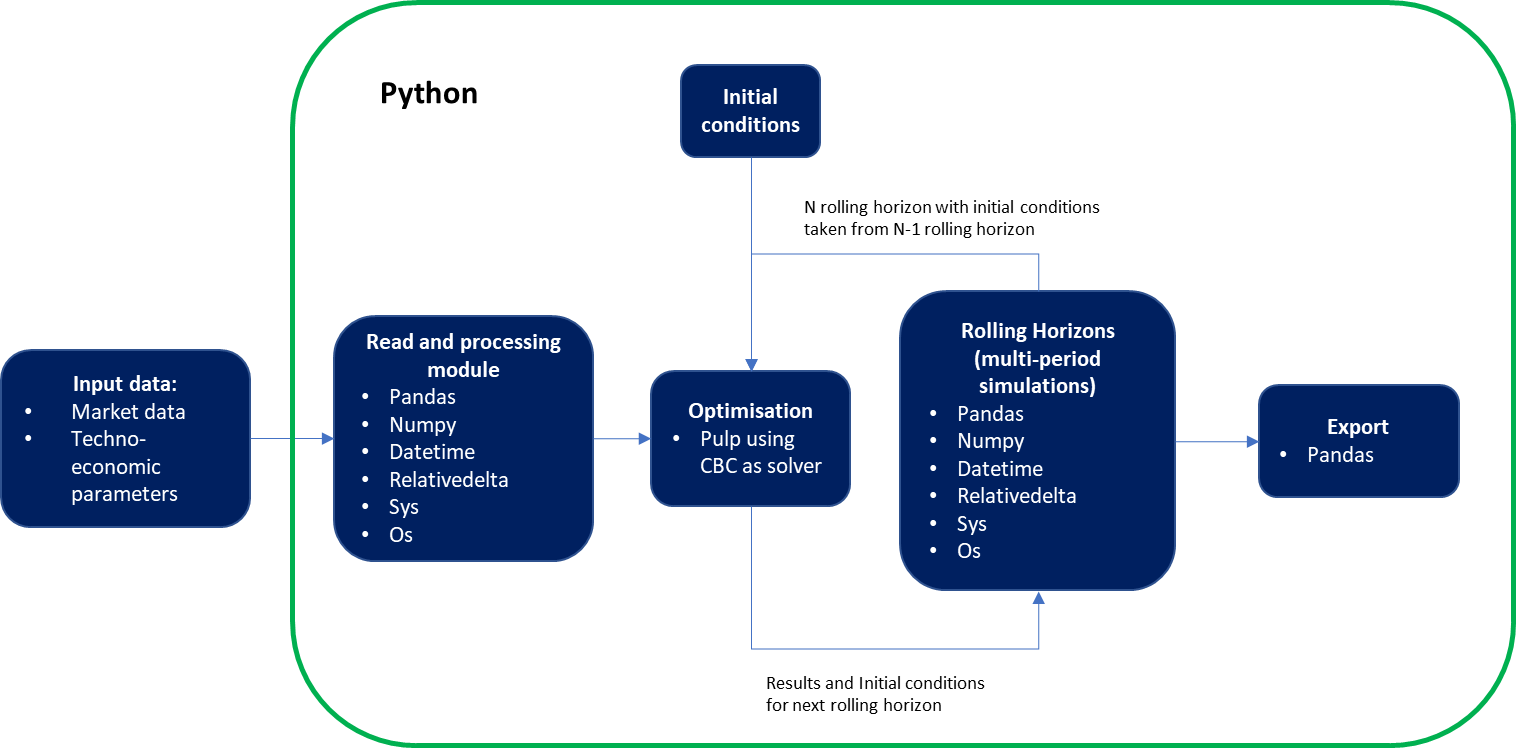 Python
Initial
conditions
N rolling horizon with initial conditions
taken from N-1 rolling horizon
Input data:
• Market data
• Techno-
economic
parameters
Read and processing
module
• Pandas
• Numpy
• Datetime
• Relativedelta
• Sys
• Os
Optimisation
• Pulp using
CBC as solver
Rolling Horizons
(multi-period
simulations)
• Pandas
• Numpy
• Datetime
• Relativedelta
• Sys
• Os
Export
• Pandas
Results and Initial conditions
for next rolling horizon